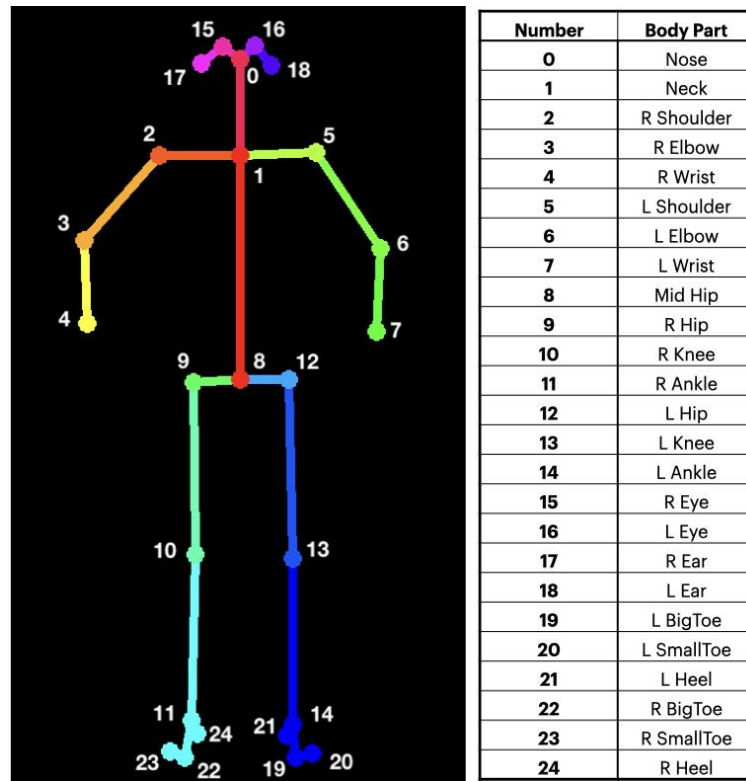 15 16
17 0 18
2 5
1
3 6
4 7
9 8 12
10 13
11 14
24 21
23 22 19 20
Number Body Part
0 Nose
1 Neck
2 R Shoulder
3 R Elbow
4 R Wrist
5 L Shoulder
6 L Elbow
7 L Wrist
8 Mid Hip
9 R Hip
10 R Knee
11 R Ankle
12 L Hip
13 L Knee
14 L Ankle
15 R Eye
16 L Eye
17 R Ear
18 L Ear
19 L BigToe
20 L SmallToe
21 L Heel
22 R BigToe
23 R SmallToe
24 R Heel